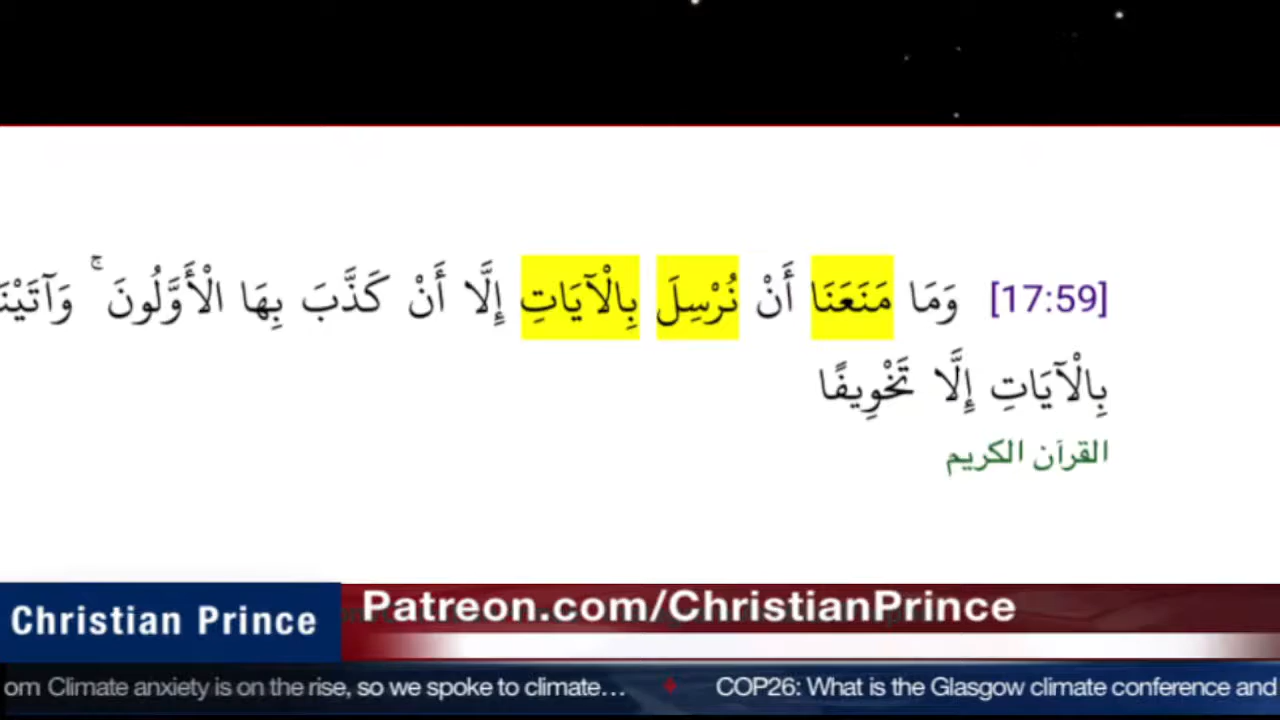 [17:59] وَمَا مَنَعَنَا أَنْ نُرْسِلَ بِالْآيَاتِ إِلَّا أَنْ كَذَّبَ بِهَا الْأَوَّلُونَ ۚ
بِالْآيَاتِ إِلَّا تَخْوِيفًا
القرآن الكريم
Christian Prince
Patreon.com/ChristianPrince
om Climate anxiety is on the rise, so we spoke to climate… ♦ COP26: What is the Glasgow climate conference and